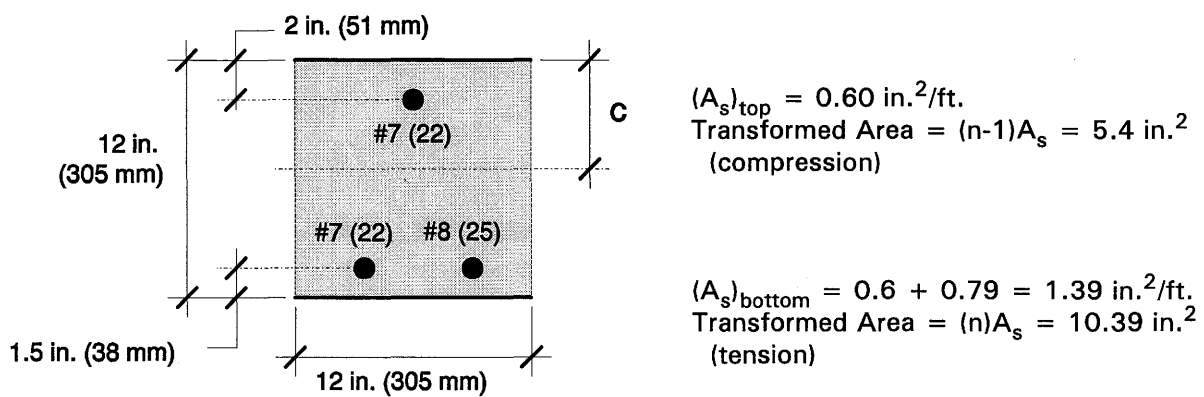 2 in. (51 mm)
12 in.
(305 mm)
#7 (22)
C
#7 (22) #8 (25)
1.5 in. (38 mm)
12 in. (305 mm)
(Aₛ)ₜₒₚ = 0.60 in.²/ft.
Transformed Area = (n-1)Aₛ = 5.4 in.²
(compression)
(Aₛ)bottom = 0.6 + 0.79 = 1.39 in.²/ft.
Transformed Area = (n)Aₛ = 10.39 in.²
(tension)